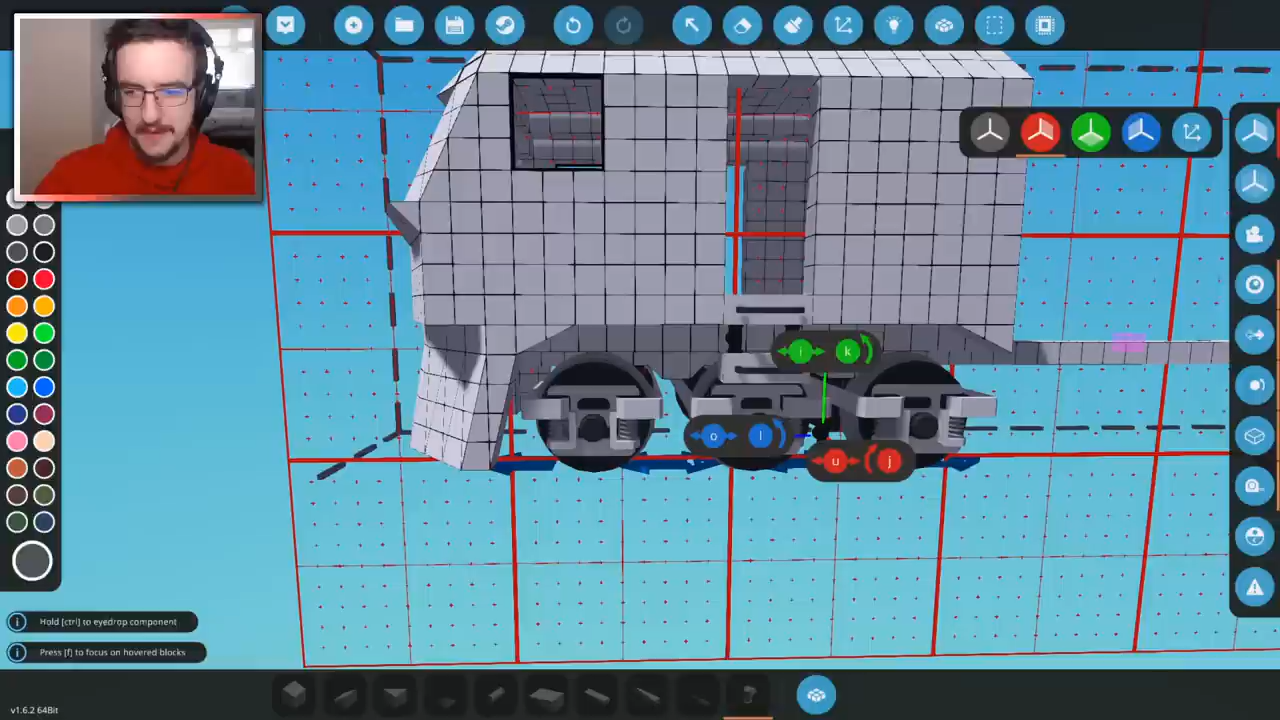 i k
o l
u j
Hold [ctrl] to eyedrop component
Press [f] to focus on hovered blocks
v1.6.2 64Bit